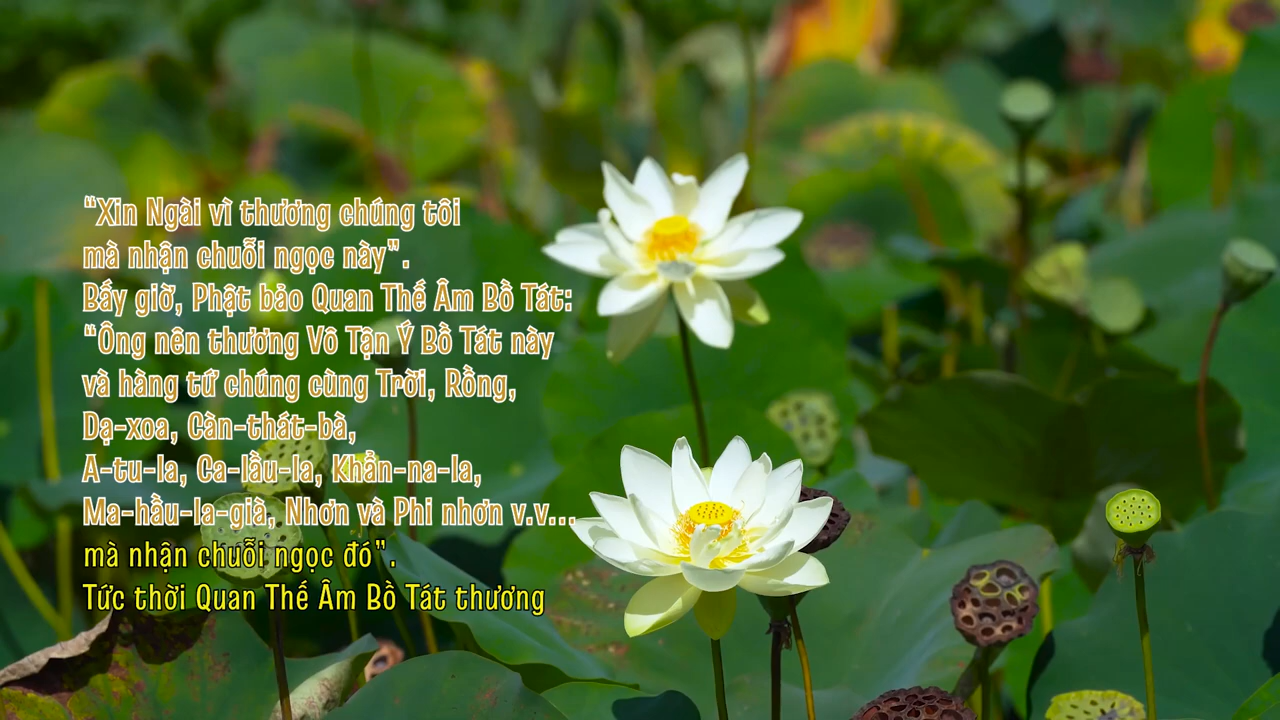 “Xin Ngài vì thương chúng tôi
mà nhận chuỗi ngọc này”.
Bấy giờ, Phật bảo Quan Thế Âm Bồ Tát:
“Ông nên thương Vô Tận Ý Bồ Tát này
và hàng tứ chúng cùng Trời, Rồng,
Dạ-xoa, Càn-thát-bà,
A-tu-la, Ca-lầu-la, Khẩn-na-la,
Ma-hầu-la-già, Nhơn và Phi nhơn v.v...
mà nhận chuỗi ngọc đó”.
Tức thời Quan Thế Âm Bồ Tát thương